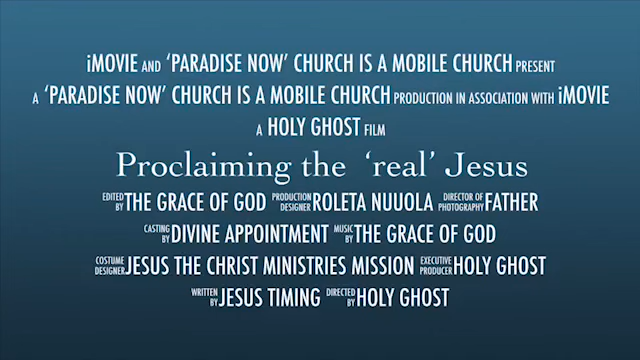 iMOVIE AND ‘PARADISE NOW’ CHURCH IS A MOBILE CHURCH PRESENT
A ‘PARADISE NOW’ CHURCH IS A MOBILE CHURCH PRODUCTION IN ASSOCIATION WITH iMOVIE
A HOLY GHOST FILM
Proclaiming the ‘real’ Jesus
EDITED BY THE GRACE OF GOD PRODUCTION DESIGNER ROLETA NUUOLA DIRECTOR OF PHOTOGRAPHY FATHER
CASTING BY DIVINE APPOINTMENT MUSIC BY THE GRACE OF GOD
COSTUME DESIGNER JESUS THE CHRIST MINISTRIES MISSION EXECUTIVE PRODUCER HOLY GHOST
WRITTEN BY JESUS TIMING DIRECTED BY HOLY GHOST